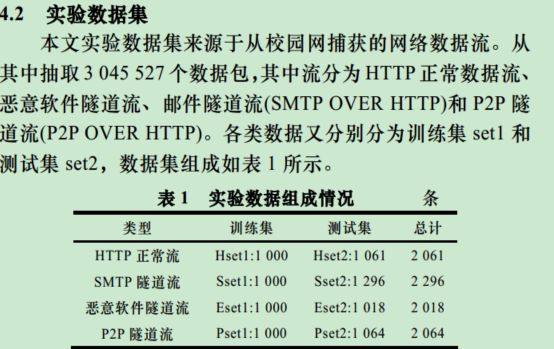 4.2 实验数据集
本文实验数据集来源于从校园网捕获的网络数据流。从
其中抽取 3 045 527 个数据包,其中流分为 HTTP 正常数据流、
恶意软件隧道流、邮件隧道流(SMTP OVER HTTP)和 P2P 隧
道流(P2P OVER HTTP)。各类数据又分别分为训练集 set1 和
测试集 set2，数据集组成如表 1 所示。
表 1 实验数据组成情况 条
类型 训练集 测试集 总计
HTTP 正常流 Hset1:1 000 Hset2:1 061 2 061
SMTP 隧道流 Sset1:1 000 Sset2:1 296 2 296
恶意软件隧道流 Eset1:1 000 Eset2:1 018 2 018
P2P 隧道流 Pset1:1 000 Pset2:1 064 2 064